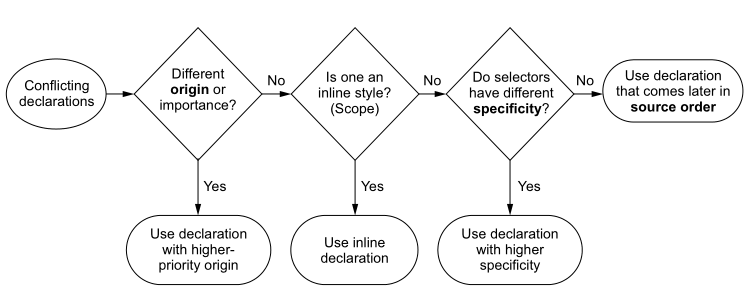 Conflicting
declarations
Different
origin or
importance?
No
Is one an
inline style?
(Scope)
No
Do selectors
have different
specificity?
No
Use declaration
that comes later in
source order
Yes
Yes
Yes
Use declaration
with higher-
priority origin
Use inline
declaration
Use declaration
with higher
specificity